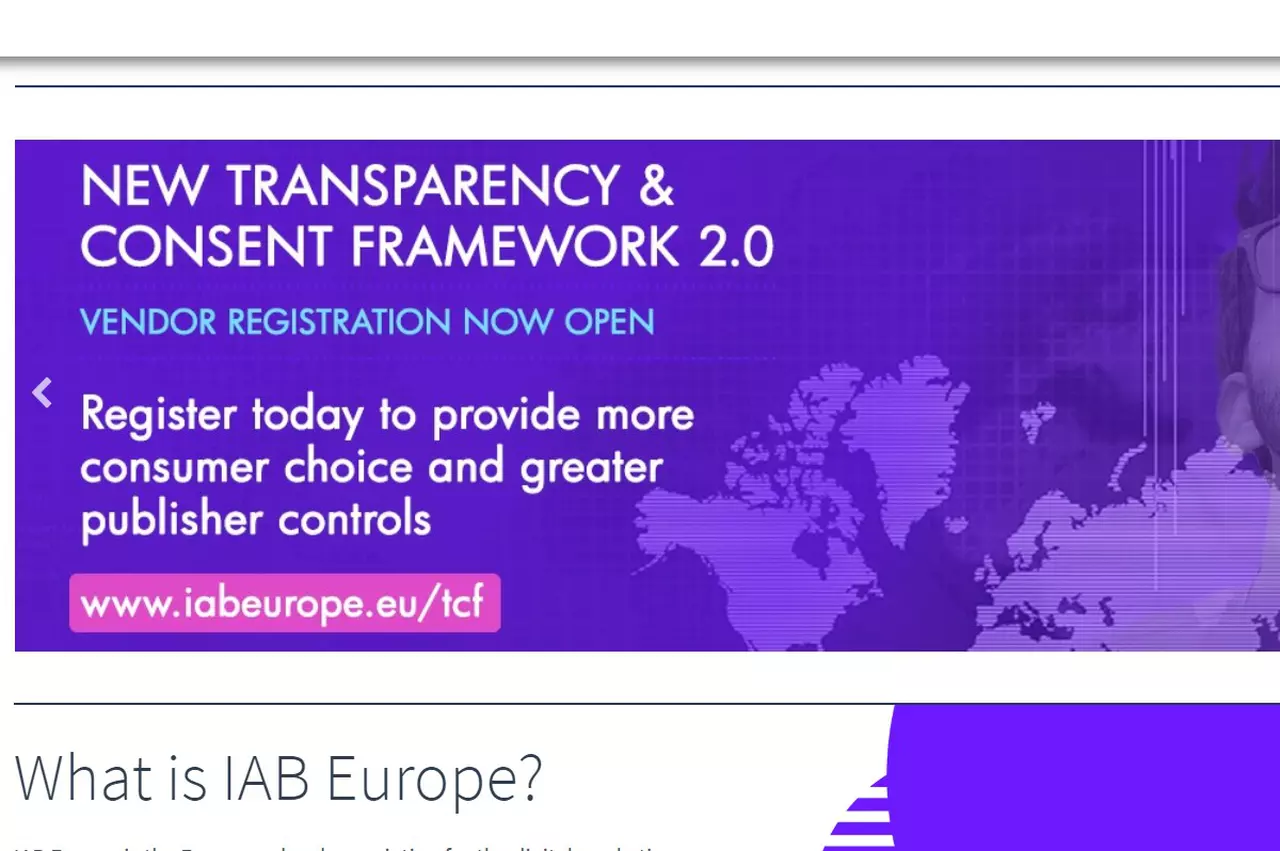 NEW TRANSPARENCY &
CONSENT FRAMEWORK 2.0
VENDOR REGISTRATION NOW OPEN
Register today to provide more
consumer choice and greater
publisher controls
www.iabeurope.eu/tcf
What is IAB Europe?